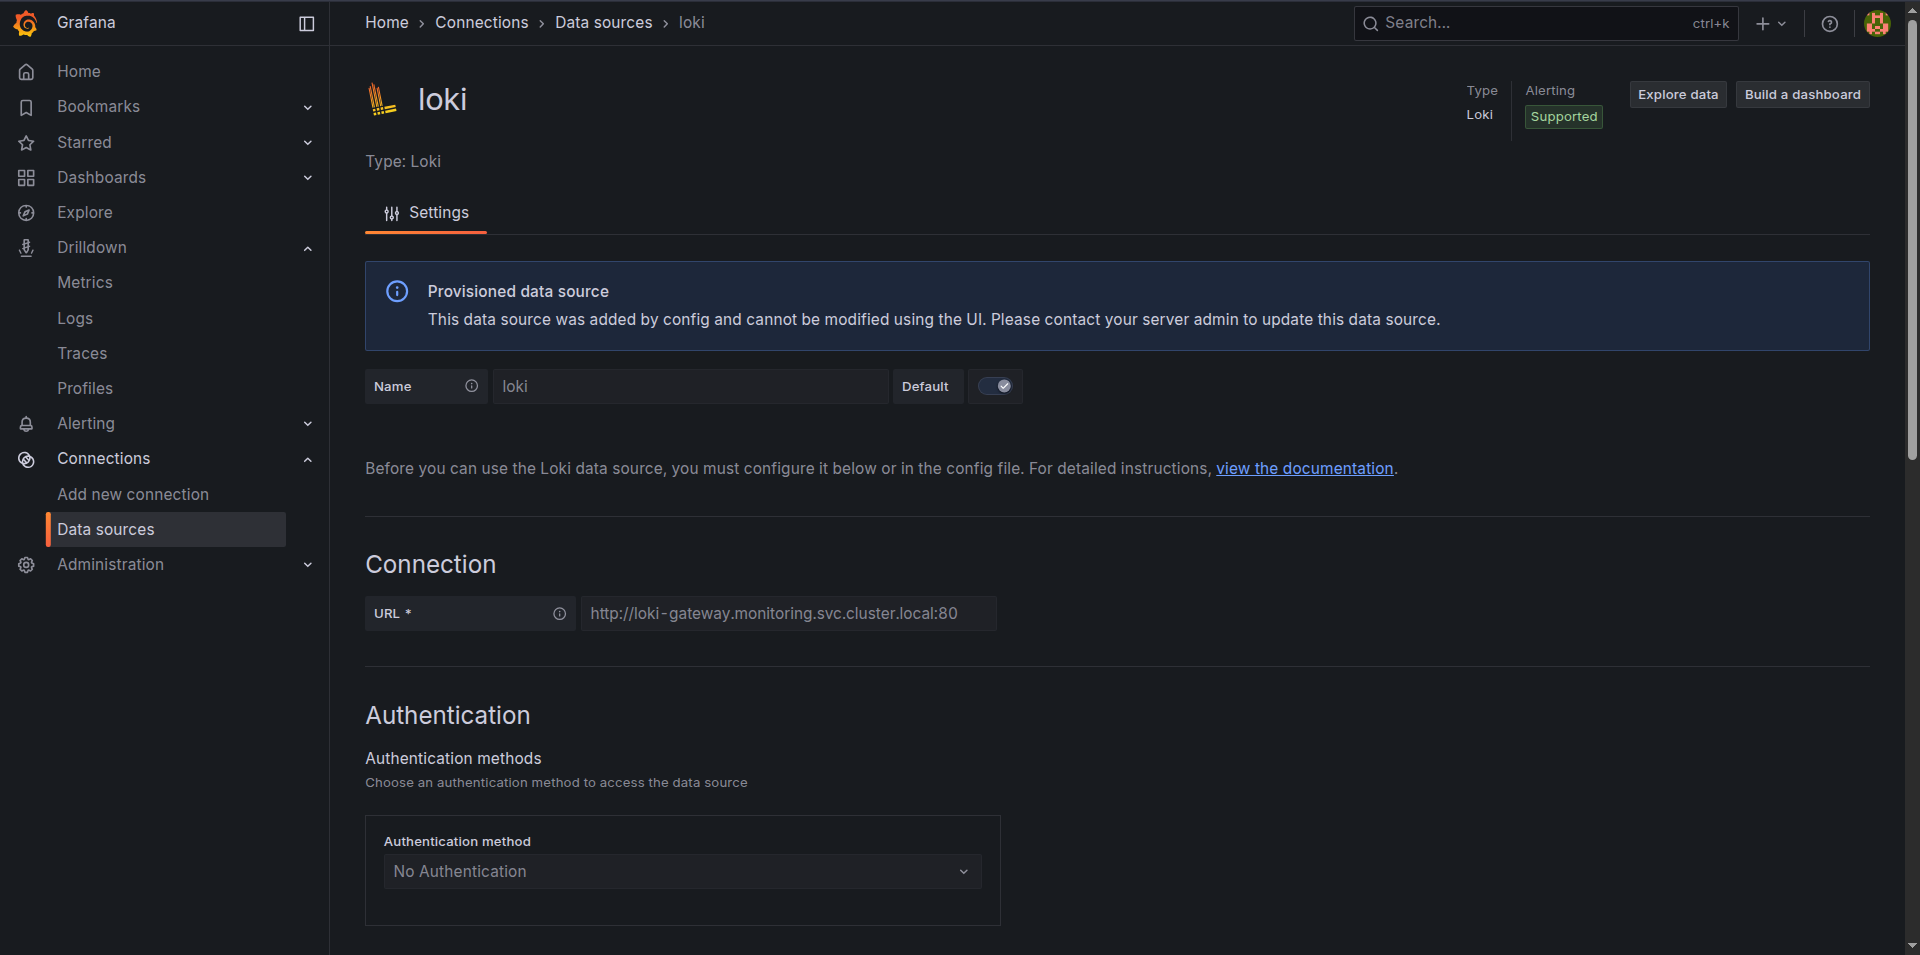 Grafana
Home
Bookmarks
Starred
Dashboards
Explore
Drilldown
Metrics
Logs
Traces
Profiles
Alerting
Connections
Add new connection
Data sources
Administration
Home › Connections › Data sources › loki
Search... ctrl+k
loki
Type
Loki
Alerting
Supported
Explore data
Build a dashboard
Type: Loki
Settings
Provisioned data source
This data source was added by config and cannot be modified using the UI. Please contact your server admin to update this data source.
Name loki Default
Before you can use the Loki data source, you must configure it below or in the config file. For detailed instructions, view the documentation.
Connection
URL * http://loki-gateway.monitoring.svc.cluster.local:80
Authentication
Authentication methods
Choose an authentication method to access the data source
Authentication method
No Authentication